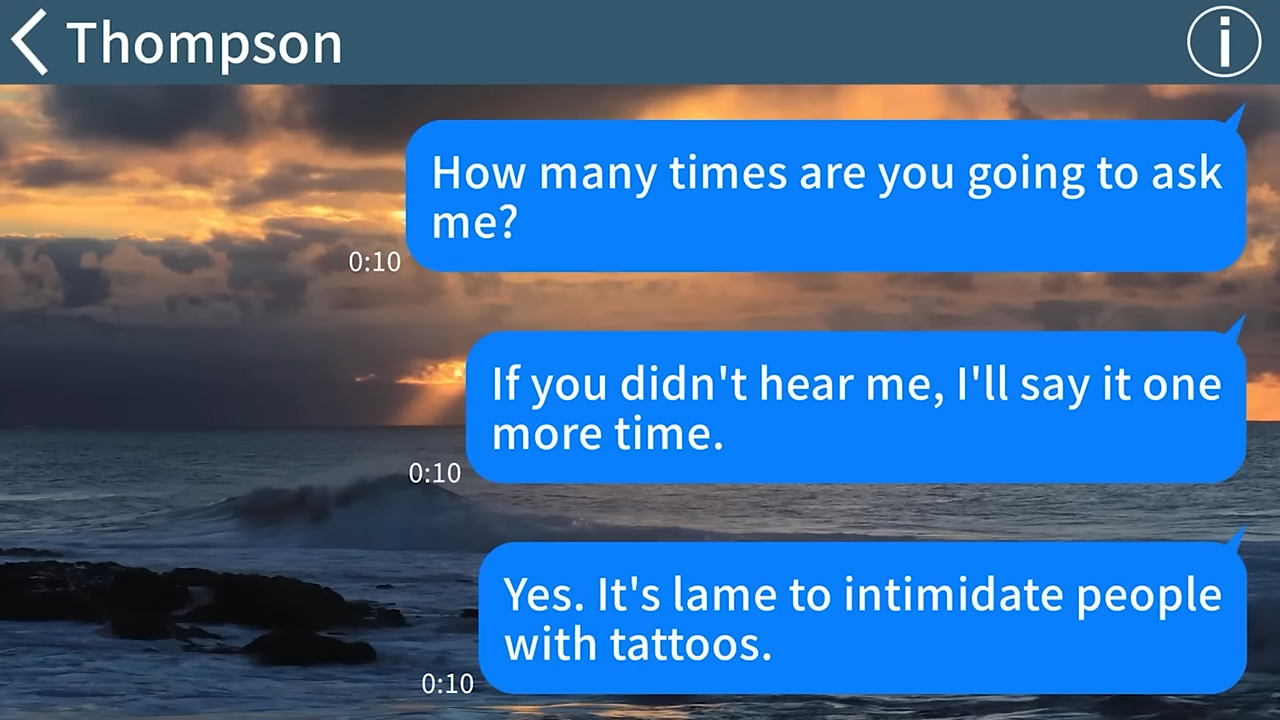 Thompson
How many times are you going to ask
me?
0:10
If you didn't hear me, I'll say it one
more time.
0:10
Yes. It's lame to intimidate people
with tattoos.
0:10